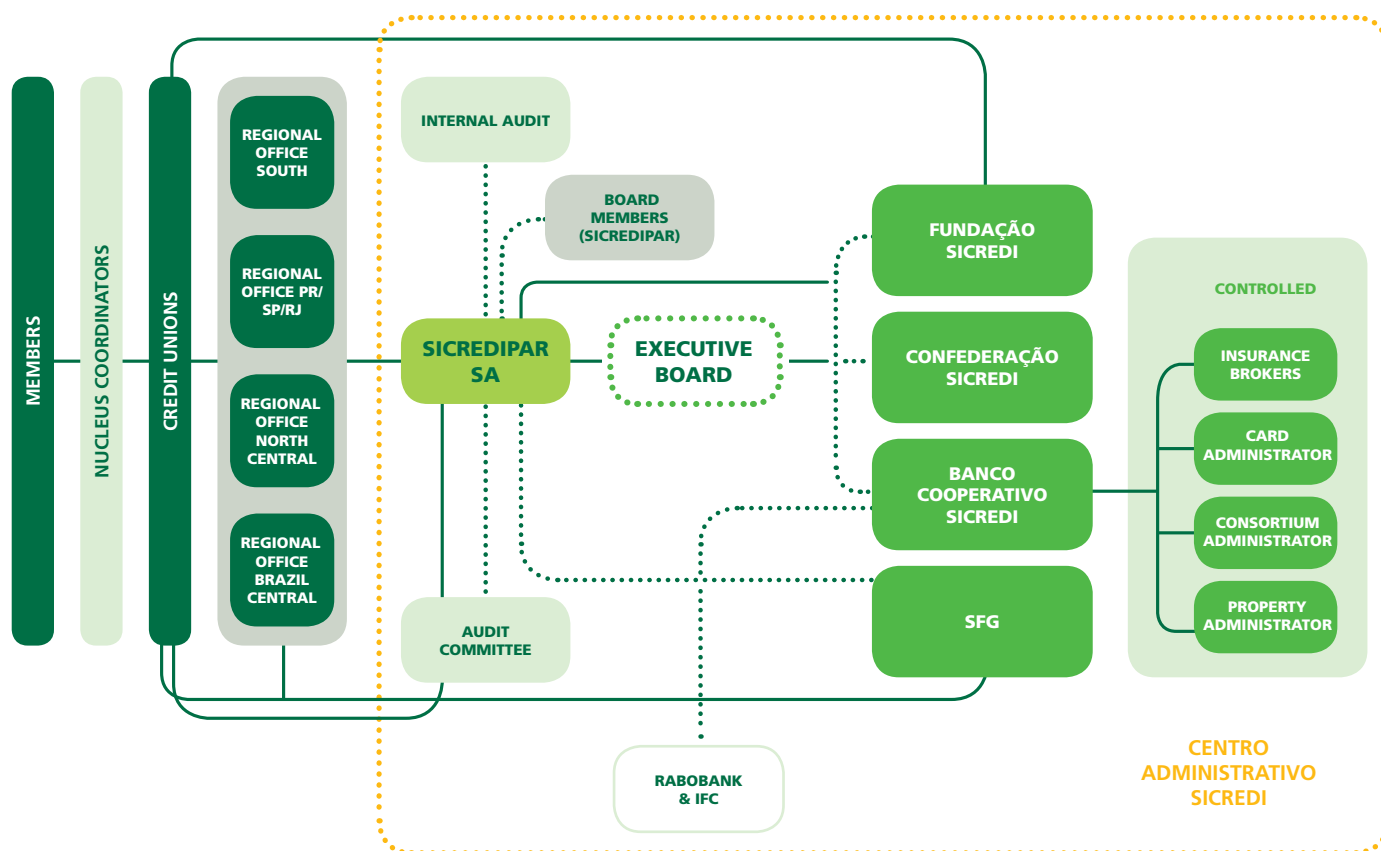 MEMBERS
NUCLEUS COORDINATORS
CREDIT UNIONS
REGIONAL
OFFICE
SOUTH
REGIONAL
OFFICE PR/
SP/RJ
REGIONAL
OFFICE
NORTH
CENTRAL
REGIONAL
OFFICE
BRAZIL
CENTRAL
INTERNAL AUDIT
BOARD
MEMBERS
(SICREDIPAR)
SICREDIPAR
SA
EXECUTIVE
BOARD
AUDIT
COMMITTEE
RABOBANK
& IFC
FUNDAÇÃO
SICREDI
CONFEDERAÇÃO
SICREDI
BANCO
COOPERATIVO
SICREDI
SFG
CONTROLLED
INSURANCE
BROKERS
CARD
ADMINISTRATOR
CONSORTIUM
ADMINISTRATOR
PROPERTY
ADMINISTRATOR
CENTRO
ADMINISTRATIVO
SICREDI